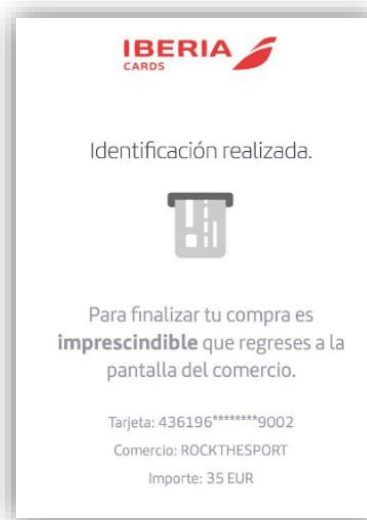 IBERIA
CARDS
Identificación realizada.
Para finalizar tu compra es
imprescindible que regreses a la
pantalla del comercio.
Tarjeta: 436196********9002
Comercio: ROCKTHESPORT
Importe: 35 EUR